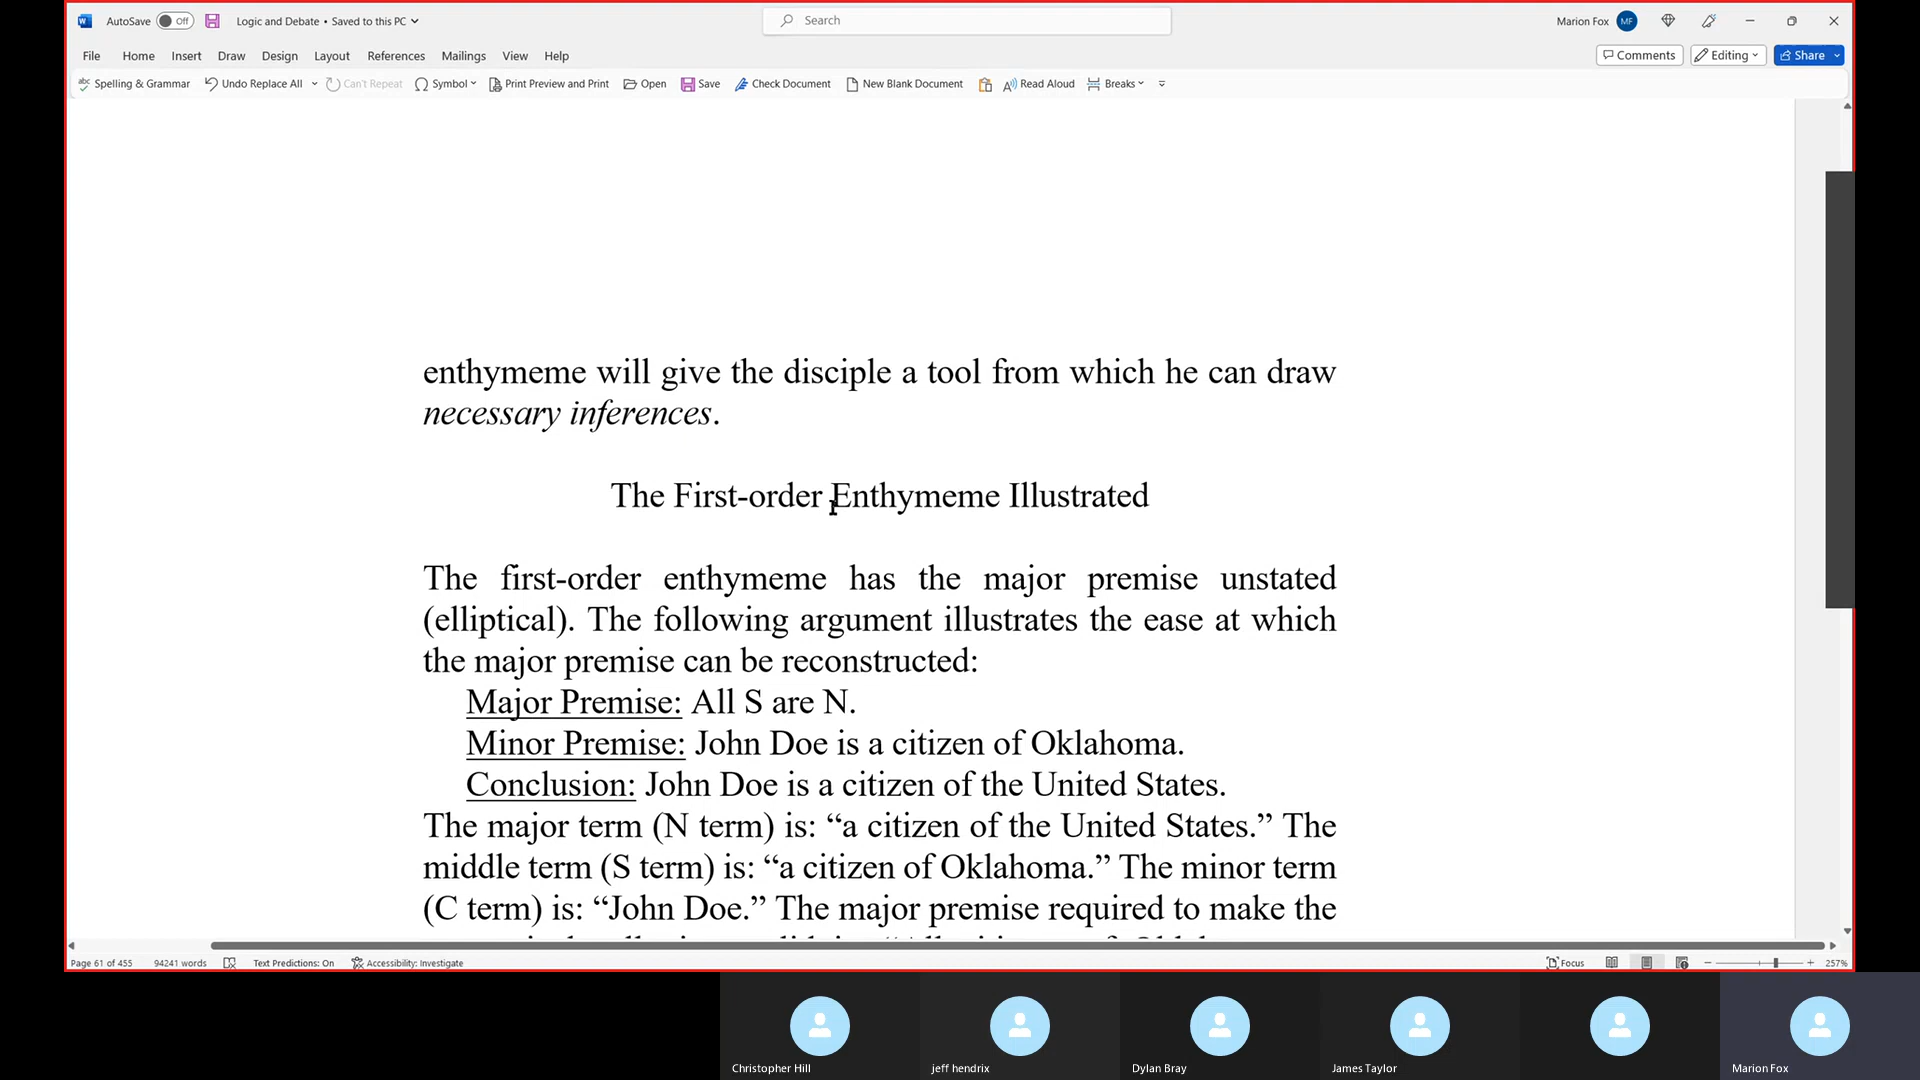 AutoSave Off Logic and Debate • Saved to this PC Search Marion Fox MF
File Home Insert Draw Design Layout References Mailings View Help Comments Editing Share
Spelling & Grammar Undo Replace All Can't Repeat Symbol Print Preview and Print Open Save Check Document New Blank Document Read Aloud Breaks
enthymeme will give the disciple a tool from which he can draw
necessary inferences.
The First-order Enthymeme Illustrated
The first-order enthymeme has the major premise unstated
(elliptical). The following argument illustrates the ease at which
the major premise can be reconstructed:
Major Premise: All S are N.
Minor Premise: John Doe is a citizen of Oklahoma.
Conclusion: John Doe is a citizen of the United States.
The major term (N term) is: “a citizen of the United States.” The
middle term (S term) is: “a citizen of Oklahoma.” The minor term
(C term) is: “John Doe.” The major premise required to make the
Page 61 of 455 94241 words Text Predictions: On Accessibility: Investigate Focus 257%
Christopher Hill jeff hendrix Dylan Bray James Taylor Marion Fox